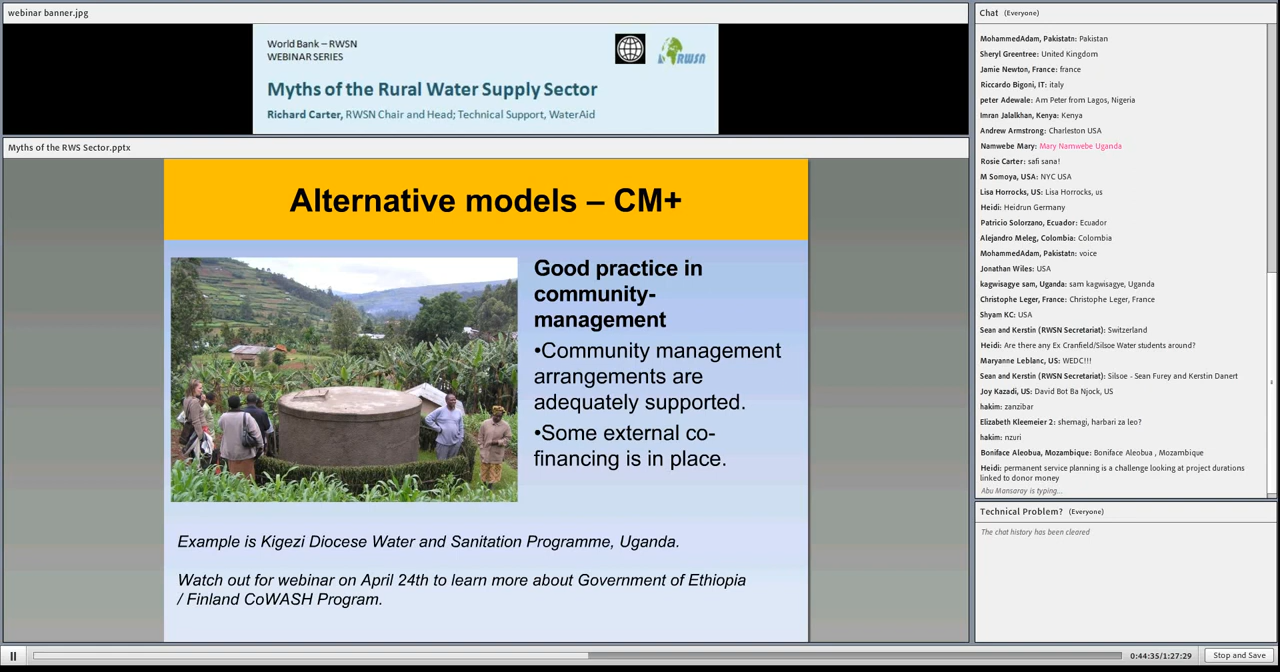 webinar banner.jpg
World Bank – RWSN
WEBINAR SERIES
RWSN
Myths of the Rural Water Supply Sector
Richard Carter, RWSN Chair and Head; Technical Support, WaterAid
Myths of the RWS Sector.pptx
Alternative models – CM+
Good practice in
community-
management
•Community management
arrangements are
adequately supported.
•Some external co-
financing is in place.
Example is Kigezi Diocese Water and Sanitation Programme, Uganda.
Watch out for webinar on April 24th to learn more about Government of Ethiopia
/ Finland CoWASH Program.
Chat (Everyone)
MohammedAdam, Pakistatn: Pakistan
Sheryl Greentree: United Kingdom
Jamie Newton, France: france
Riccardo Bigoni, IT: italy
peter Adewale: Am Peter from Lagos, Nigeria
Imran Jalalkhan, Kenya: Kenya
Andrew Armstrong: Charleston USA
Namwebe Mary: Mary Namwebe Uganda
Rosie Carter: safi sana!
M Somoya, USA: NYC USA
Lisa Horrocks, US: Lisa Horrocks, us
Heidi: Heidrun Germany
Patricio Solorzano, Ecuador: Ecuador
Alejandro Meleg, Colombia: Colombia
MohammedAdam, Pakistatn: voice
Jonathan Wiles: USA
kagwisagye sam, Uganda: sam kagwisagye, Uganda
Christophe Leger, France: Christophe Leger, France
Shyam KC: USA
Sean and Kerstin (RWSN Secretariat): Switzerland
Heidi: Are there any Ex Cranfield/Silsoe Water students around?
Maryanne Leblanc, US: WEDC!!!
Sean and Kerstin (RWSN Secretariat): Silsoe - Sean Furey and Kerstin Danert
Joy Kazadi, US: David Bot Ba Njock, US
hakim: zanzibar
Elizabeth Kleemeier 2: shemagi, harbari za leo?
hakim: nzuri
Boniface Aleobua, Mozambique: Boniface Aleobua , Mozambique
Heidi: permanent service planning is a challenge looking at project durations
linked to donor money
Abu Mansaray is typing...
Technical Problem? (Everyone)
The chat history has been cleared
0:44:35/1:27:29
Stop and Save